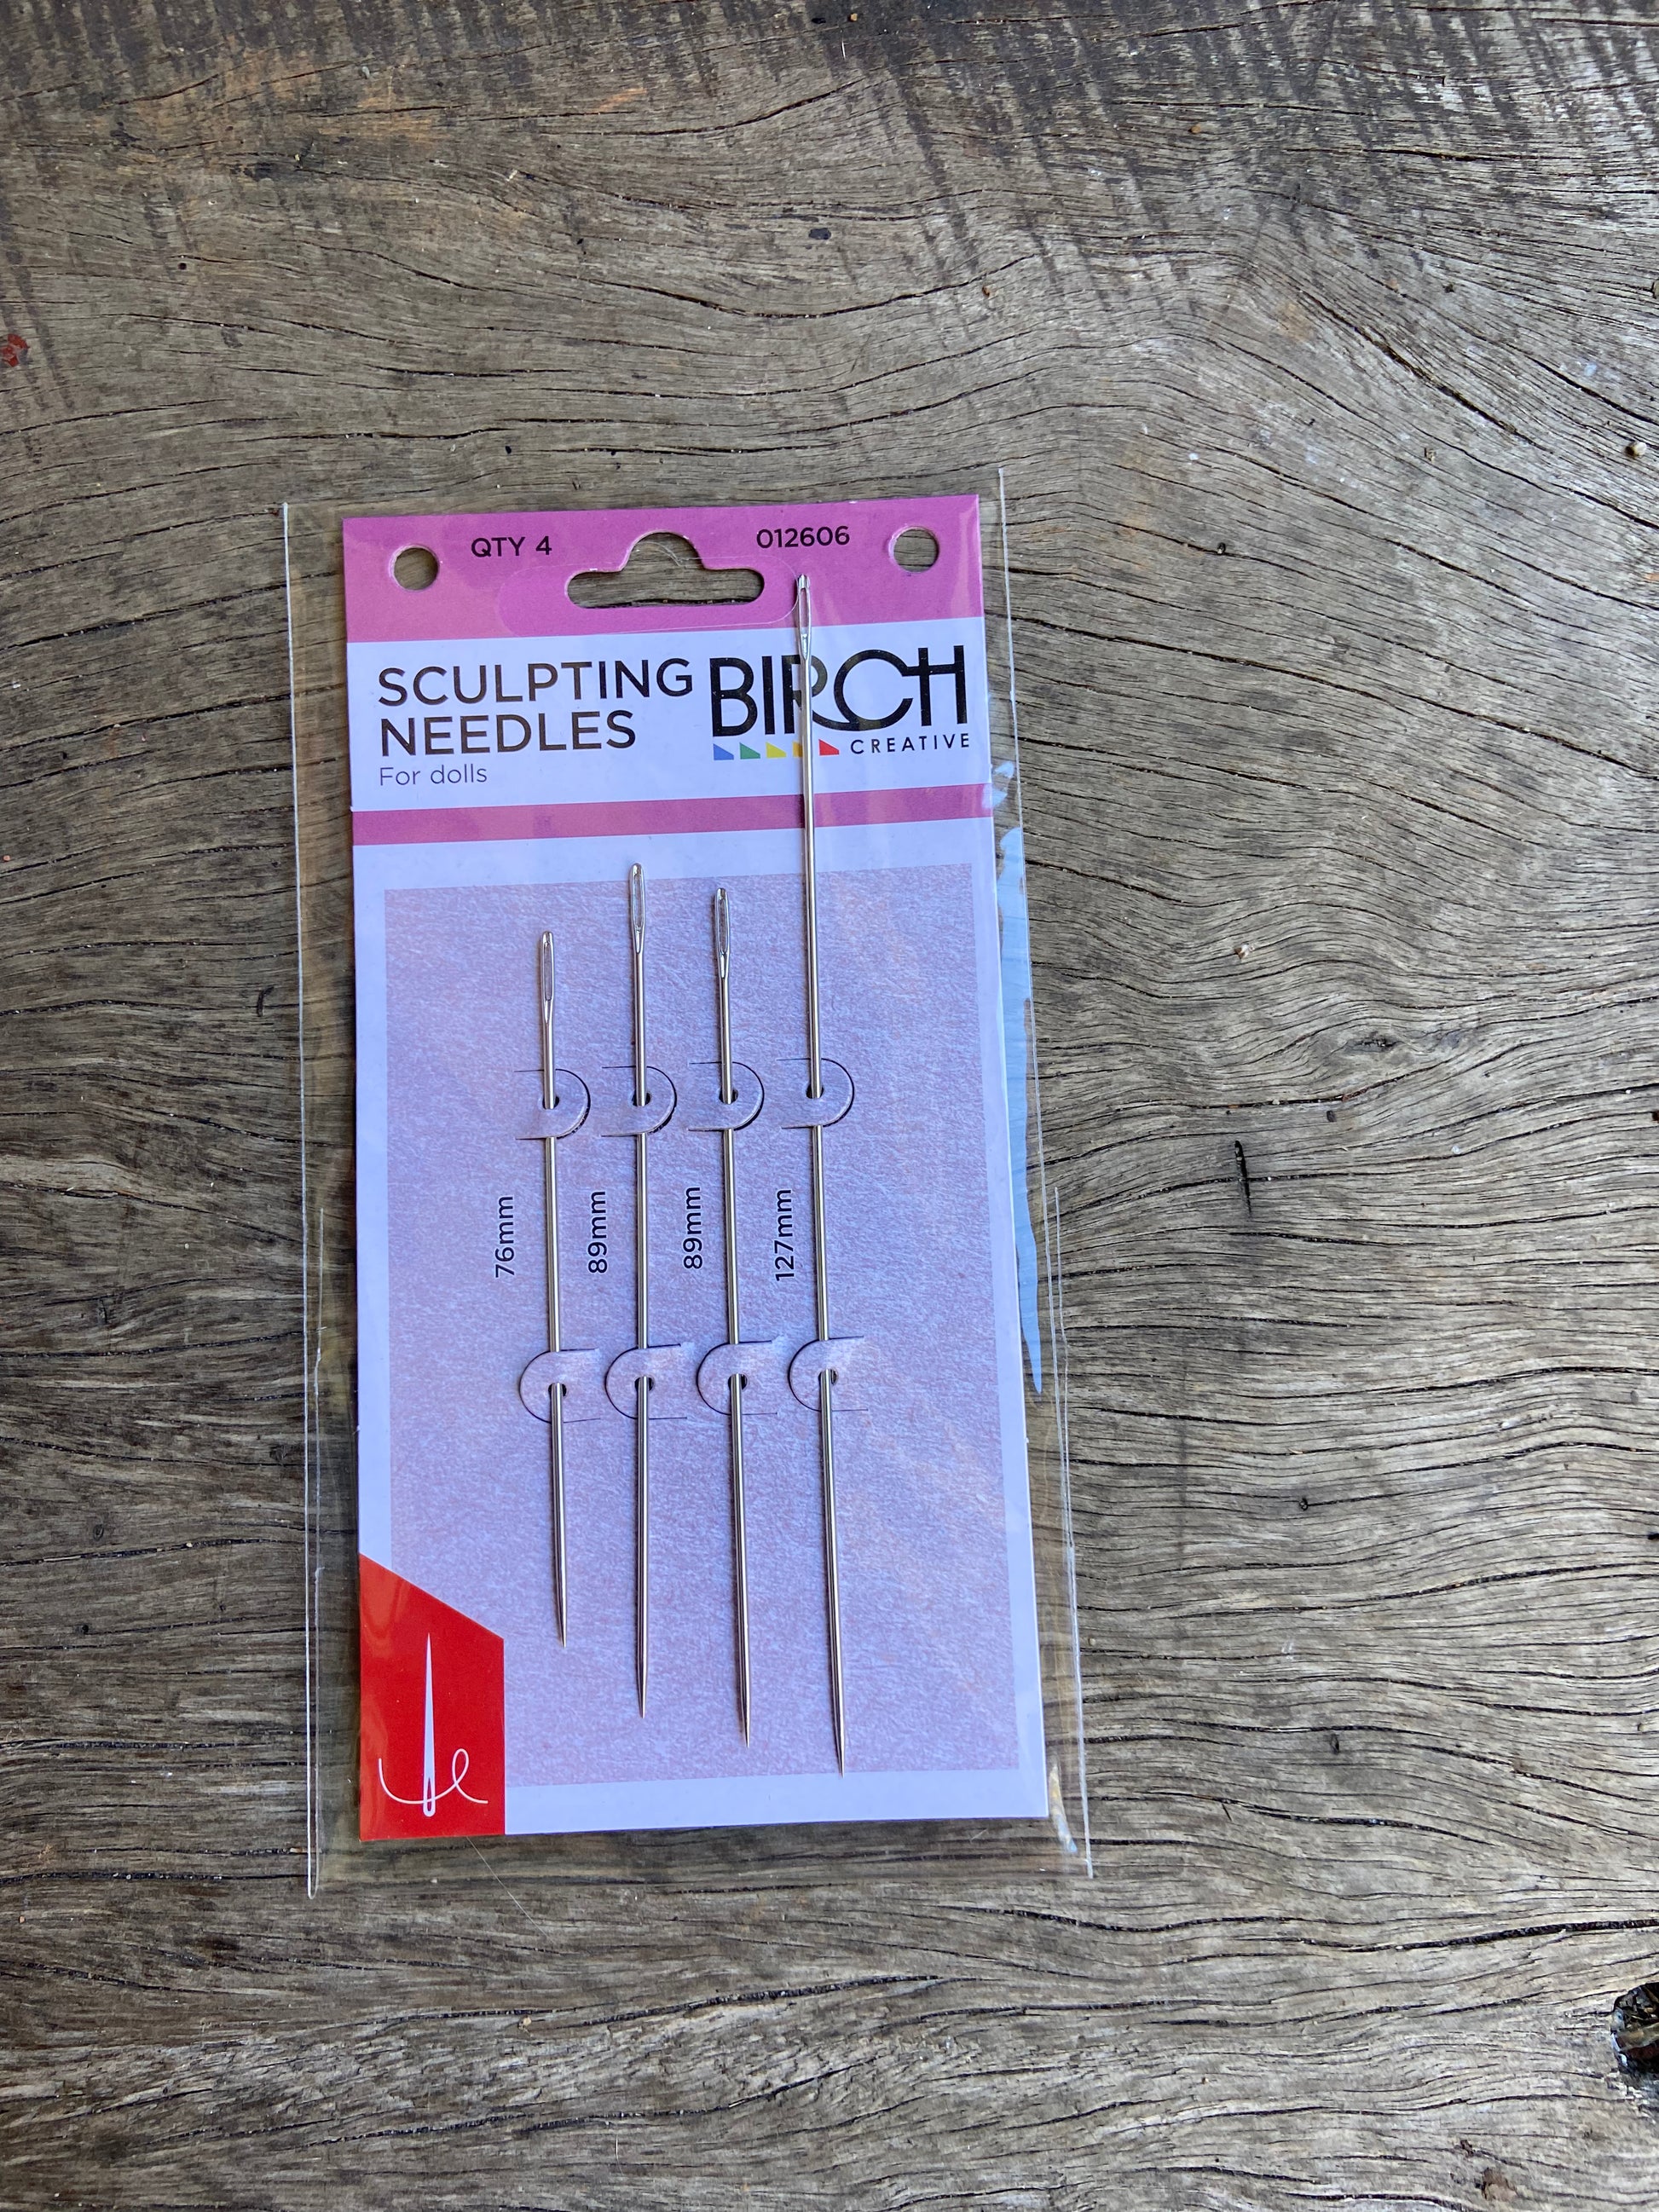 QTY 4
012606
SCULPTING
NEEDLES
For dolls
BIRCH
CREATIVE
76mm
89mm
89mm
127mm